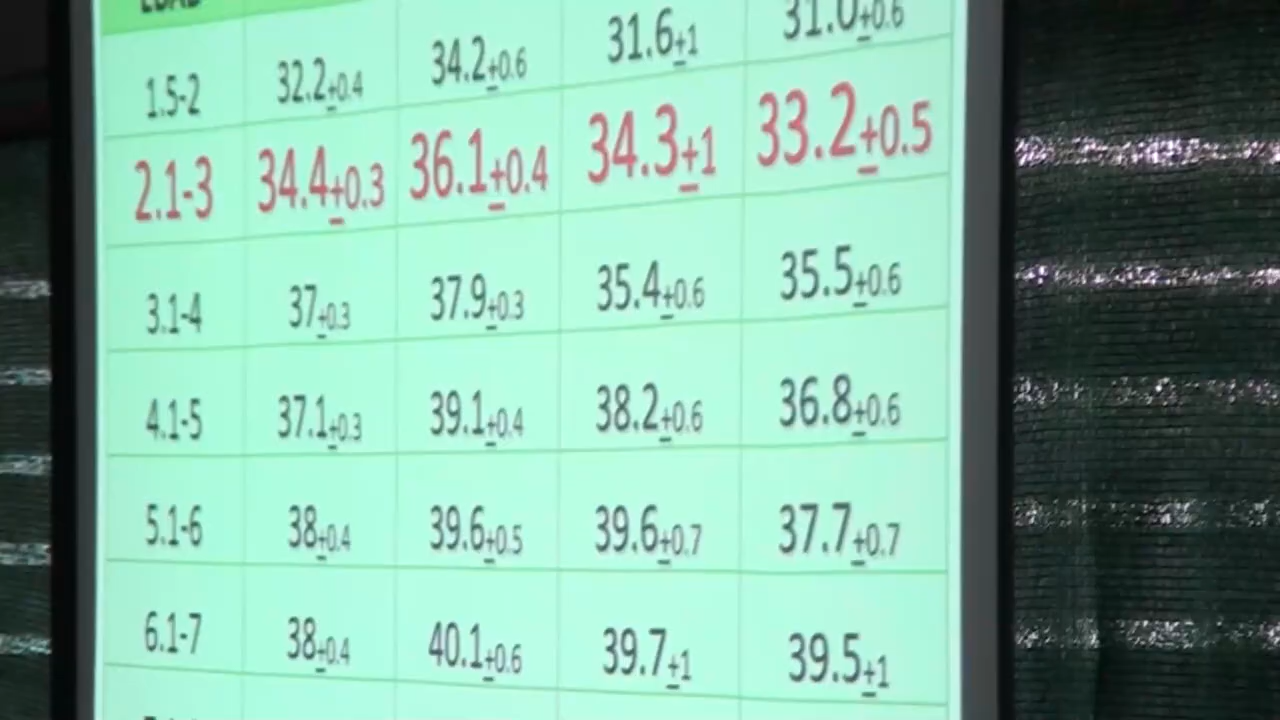 EDAD
1.5-2 32.2±0.4 34.2±0.6 31.6±1 31.0±0.6
2.1-3 34.4±0.3 36.1±0.4 34.3±1 33.2±0.5
3.1-4 37±0.3 37.9±0.3 35.4±0.6 35.5±0.6
4.1-5 37.1±0.3 39.1±0.4 38.2±0.6 36.8±0.6
5.1-6 38±0.4 39.6±0.5 39.6±0.7 37.7±0.7
6.1-7 38±0.4 40.1±0.6 39.7±1 39.5±1